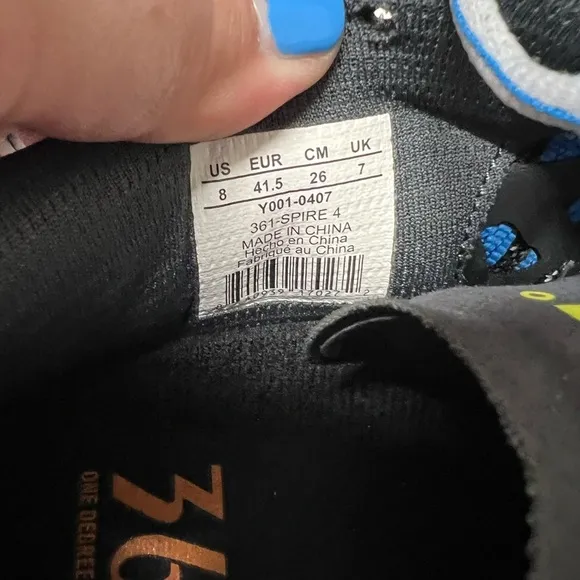 US EUR CM UK
8 41.5 26 7
Y001-0407
361-SPIRE 4
MADE IN CHINA
Hecho en China
Fabriqué au China
36
ONE DEGREE